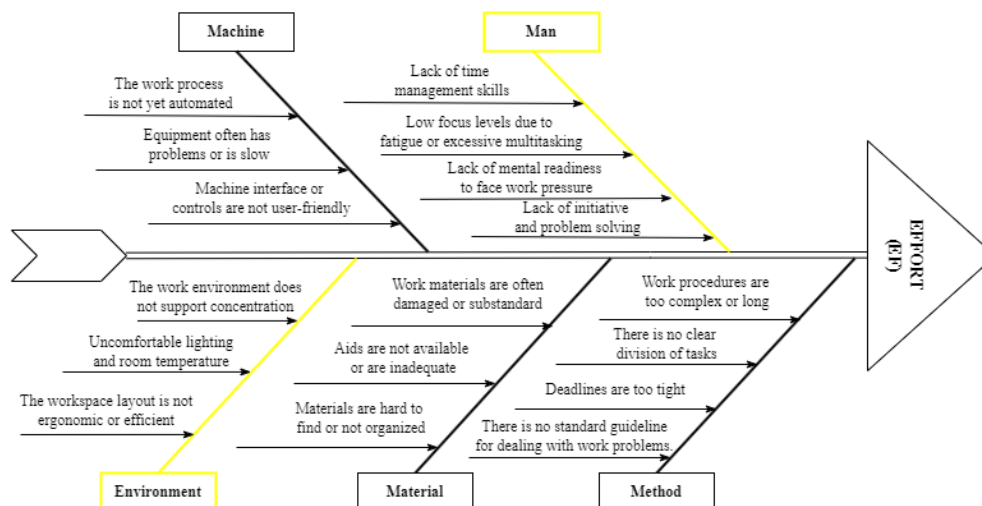 Machine
Man
The work process
is not yet automated
Equipment often has
problems or is slow
Machine interface or
controls are not user-friendly
Lack of time
management skills
Low focus levels due to
fatigue or excessive multitasking
Lack of mental readiness
to face work pressure
Lack of initiative
and problem solving
EFFORT
(EF)
The work environment does
not support concentration
Uncomfortable lighting
and room temperature
The workspace layout is not
ergonomic or efficient
Work materials are often
damaged or substandard
Aids are not available
or are inadequate
Materials are hard to
find or not organized
Work procedures are
too complex or long
There is no clear
division of tasks
Deadlines are too tight
There is no standard guideline
for dealing with work problems.
Environment
Material
Method